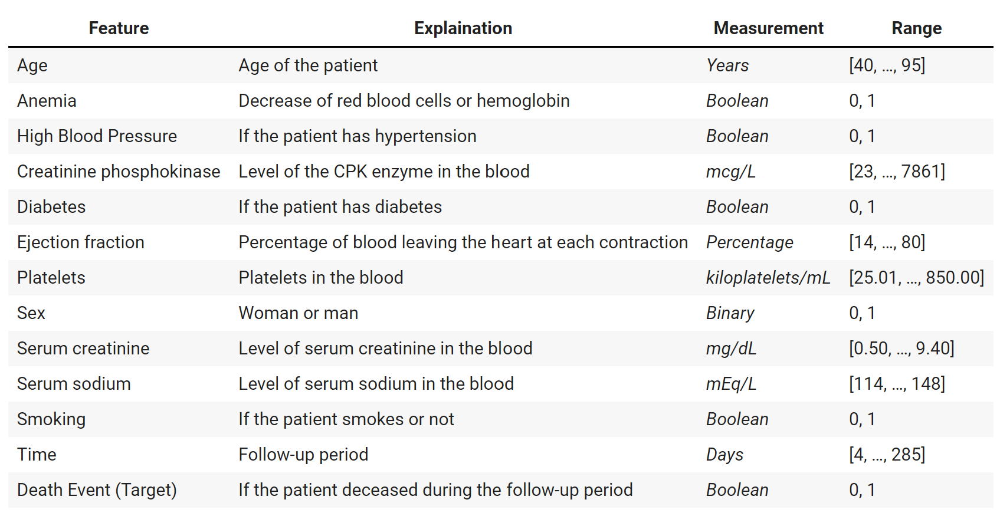 Feature Explaination Measurement Range
Age Age of the patient Years [40, ..., 95]
Anemia Decrease of red blood cells or hemoglobin Boolean 0, 1
High Blood Pressure If the patient has hypertension Boolean 0, 1
Creatinine phosphokinase Level of the CPK enzyme in the blood mcg/L [23, ..., 7861]
Diabetes If the patient has diabetes Boolean 0, 1
Ejection fraction Percentage of blood leaving the heart at each contraction Percentage [14, ..., 80]
Platelets Platelets in the blood kiloplatelets/mL [25.01, ..., 850.00]
Sex Woman or man Binary 0, 1
Serum creatinine Level of serum creatinine in the blood mg/dL [0.50, ..., 9.40]
Serum sodium Level of serum sodium in the blood mEq/L [114, ..., 148]
Smoking If the patient smokes or not Boolean 0, 1
Time Follow-up period Days [4, ..., 285]
Death Event (Target) If the patient deceased during the follow-up period Boolean 0, 1